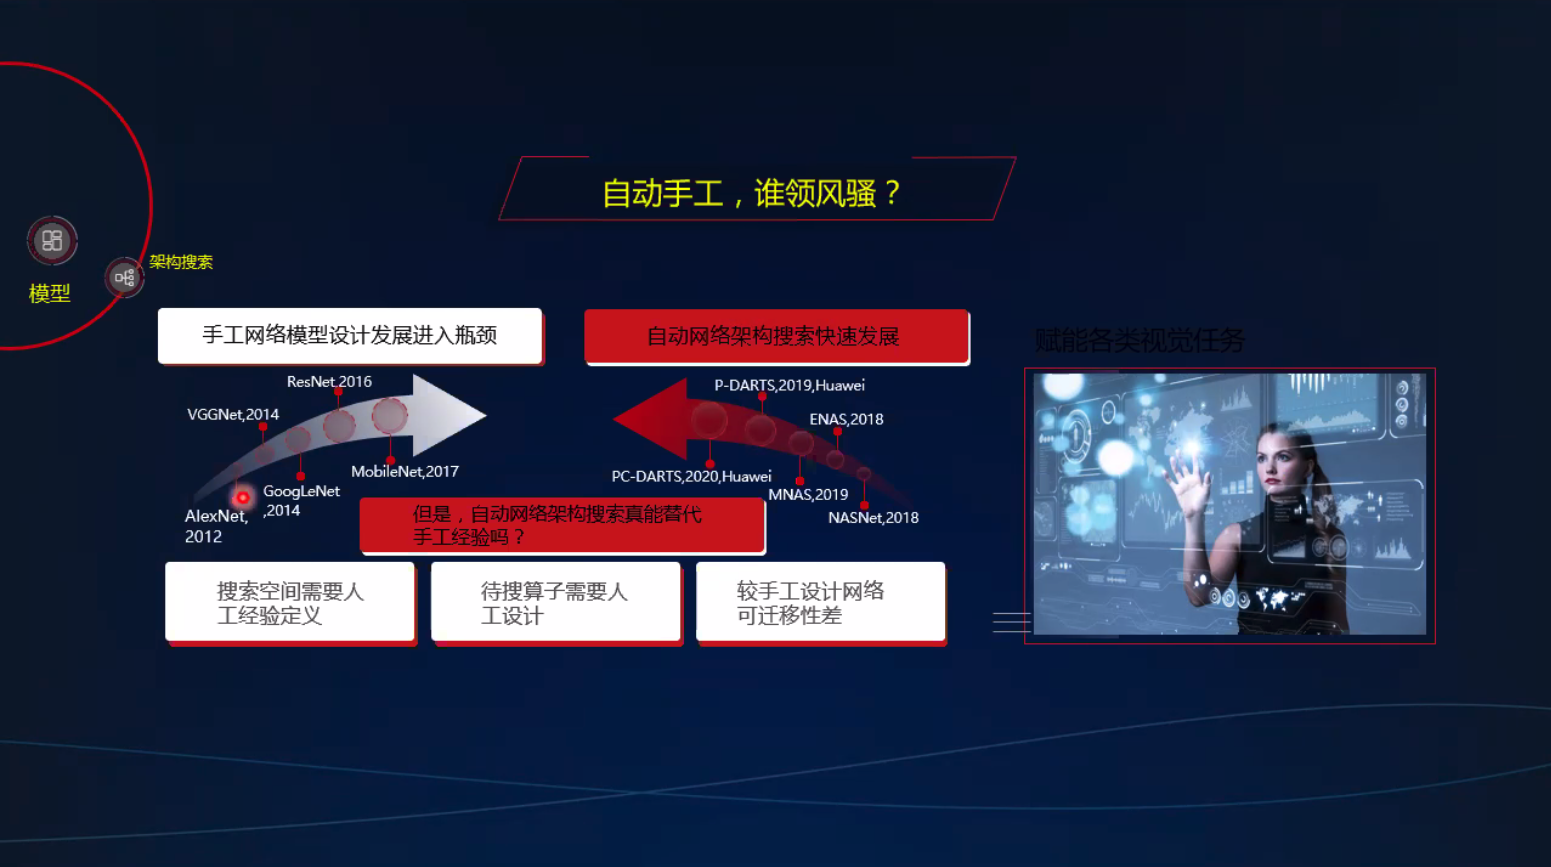 自动手工，谁领风骚？
架构搜索
模型
手工网络模型设计发展进入瓶颈
自动网络架构搜索快速发展
赋能各类视觉任务
ResNet,2016
VGGNet,2014
MobileNet,2017
GoogLeNet
,2014
AlexNet,
2012
P-DARTS,2019,Huawei
ENAS,2018
PC-DARTS,2020,Huawei
MNAS,2019
NASNet,2018
但是，自动网络架构搜索真能替代
手工经验吗？
搜索空间需要人
工经验定义
待搜算子需要人
工设计
较手工设计网络
可迁移性差